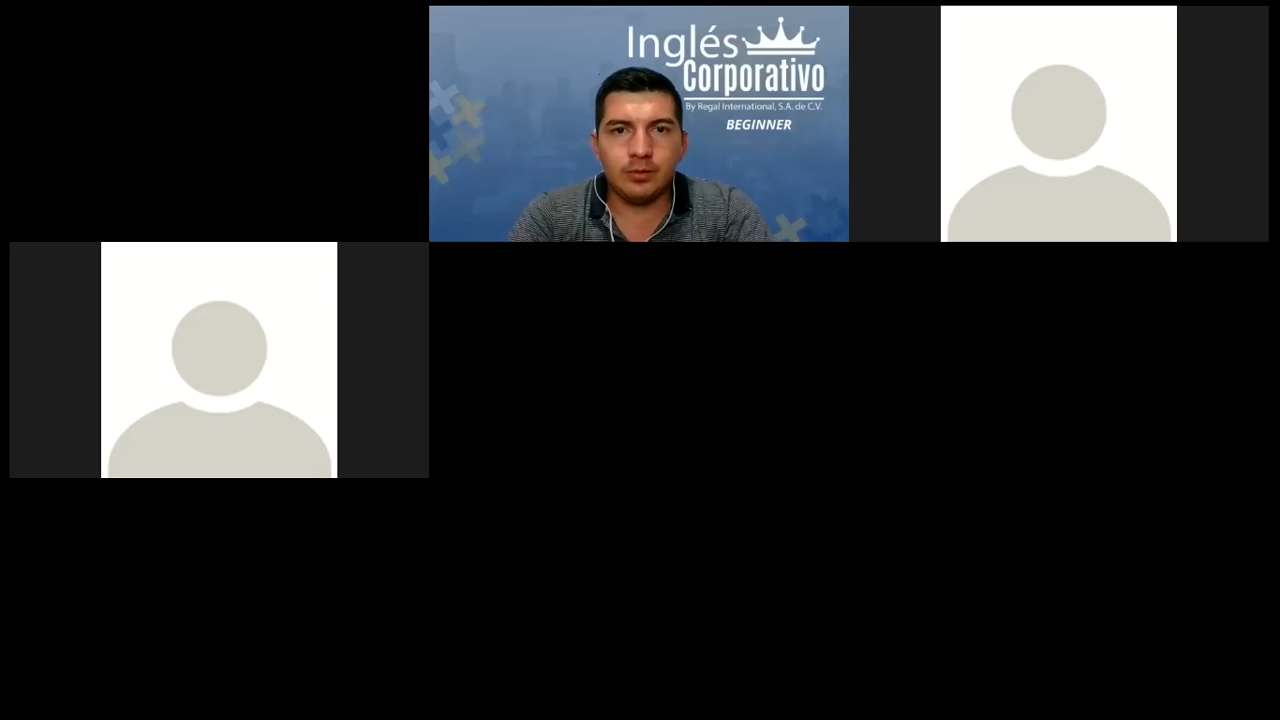 Inglés
Corporativo
By Regal International, S.A. de C.V.
BEGINNER